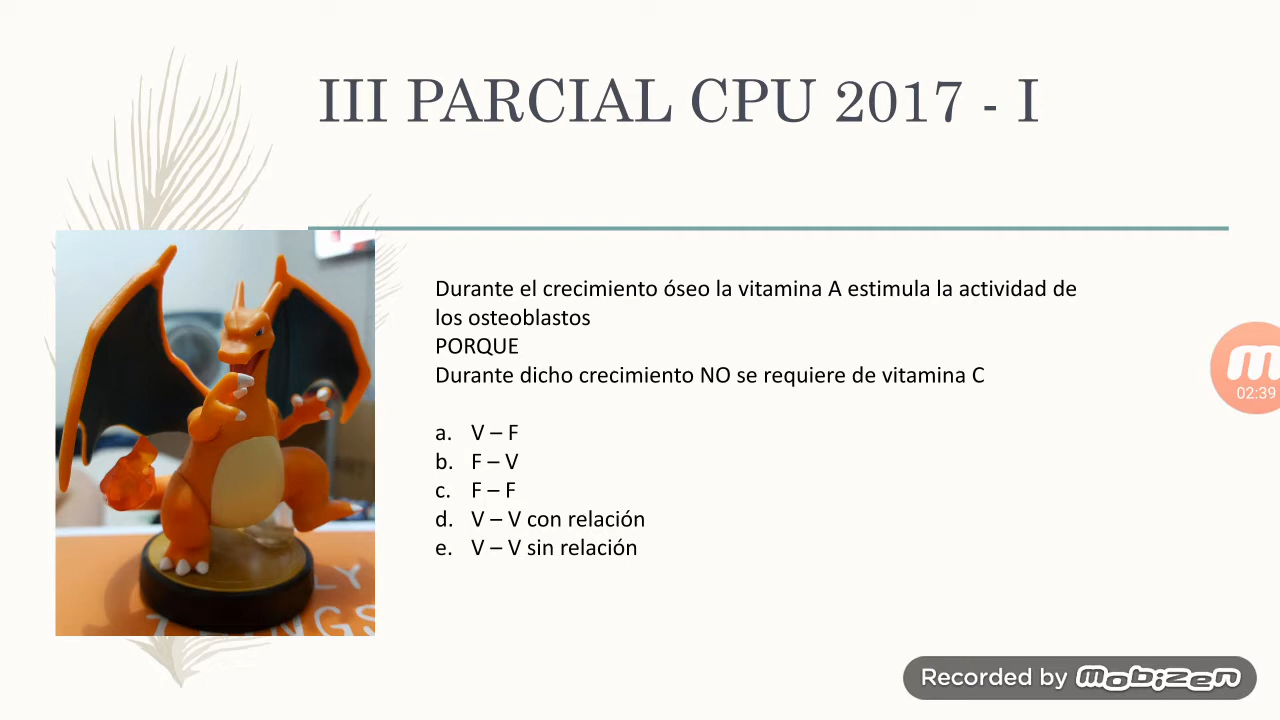 III PARCIAL CPU 2017 - I
Durante el crecimiento óseo la vitamina A estimula la actividad de
los osteoblastos
PORQUE
Durante dicho crecimiento NO se requiere de vitamina C
a. V – F
b. F – V
c. F – F
d. V – V con relación
e. V – V sin relación
02:39
Recorded by mobizen